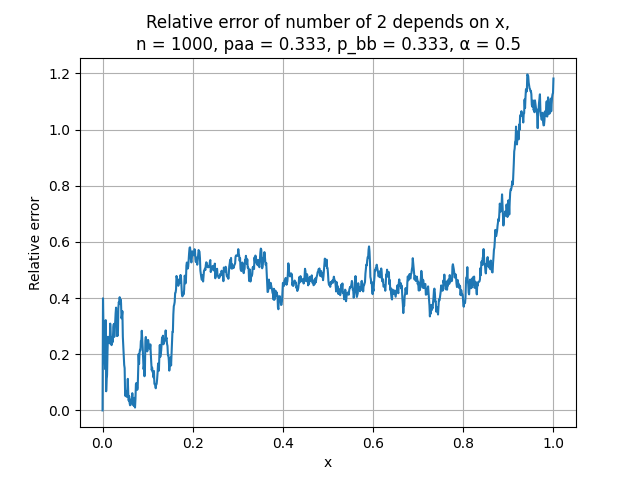 Relative error of number of 2 depends on x,
n = 1000, paa = 0.333, p_bb = 0.333, α = 0.5
1.2
1.0
0.8
0.6
0.4
0.2
0.0
Relative error
0.0 0.2 0.4 0.6 0.8 1.0
x